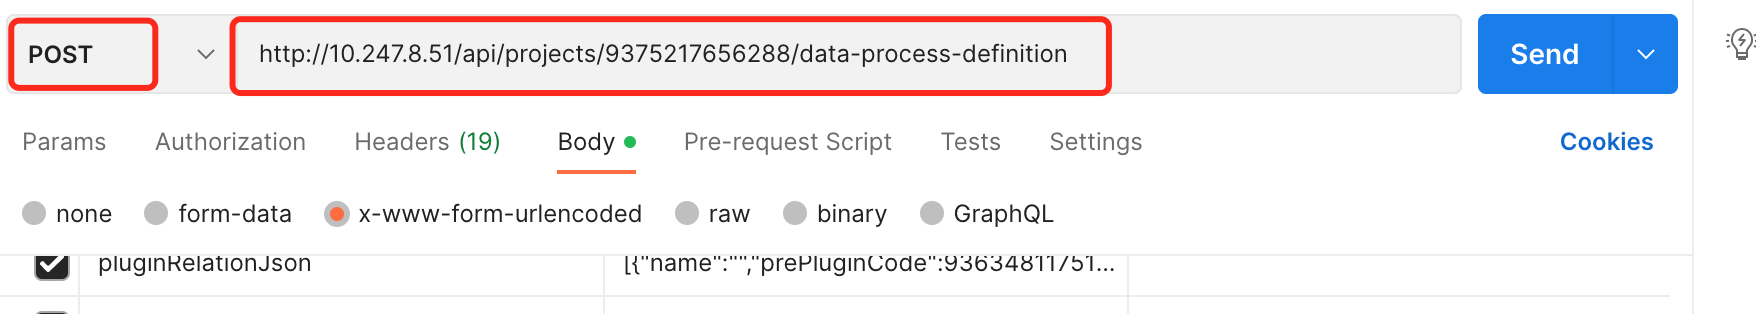 POST http://10.247.8.51/api/projects/9375217656288/data-process-definition Send
Params Authorization Headers (19) Body Pre-request Script Tests Settings Cookies
none form-data x-www-form-urlencoded raw binary GraphQL
pluginRelationJson [{"name":"","prePluginCode":93634811751...